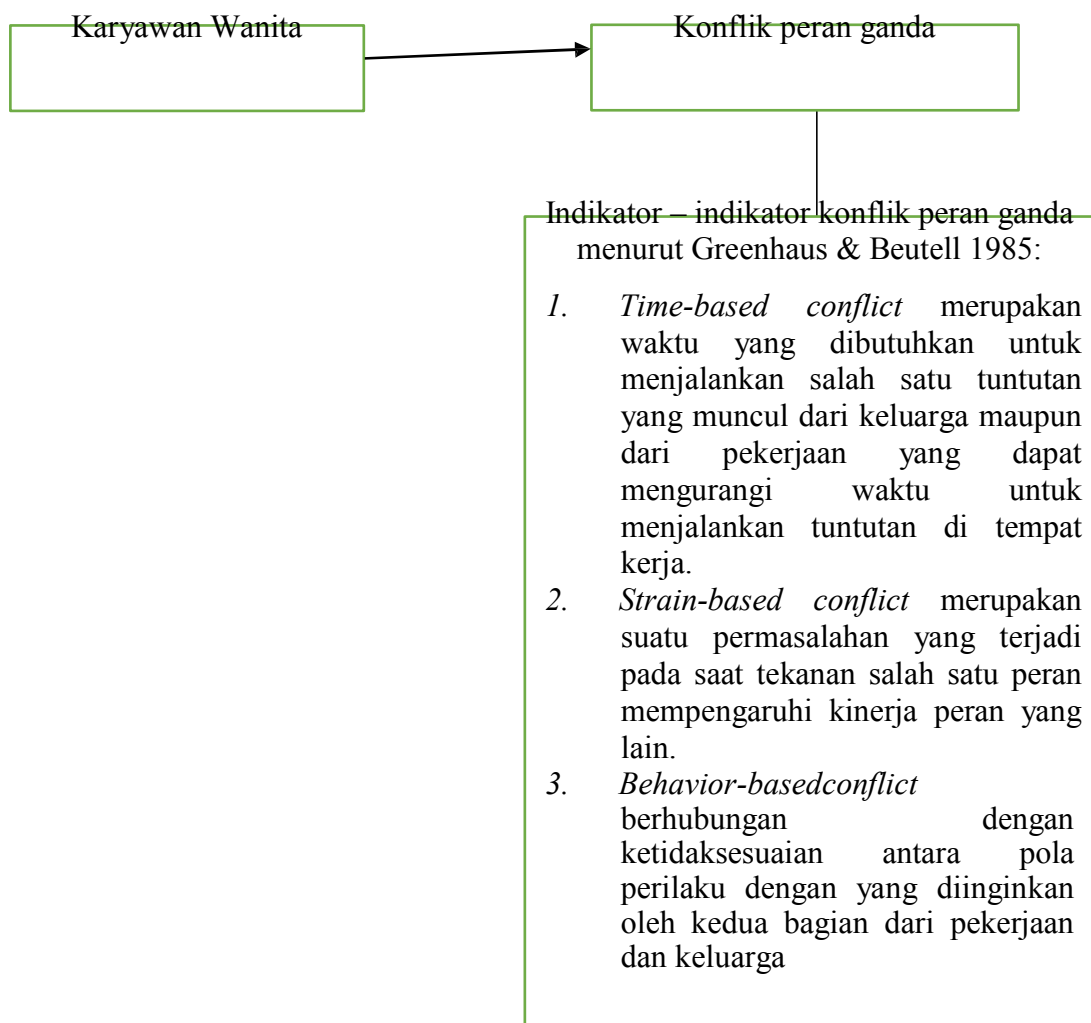 Karyawan Wanita
Konflik peran ganda
Indikator – indikator konflik peran ganda
menurut Greenhaus & Beutell 1985:
1. Time-based conflict merupakan
waktu yang dibutuhkan untuk
menjalankan salah satu tuntutan
yang muncul dari keluarga maupun
dari pekerjaan yang dapat
mengurangi waktu untuk
menjalankan tuntutan di tempat
kerja.
2. Strain-based conflict merupakan
suatu permasalahan yang terjadi
pada saat tekanan salah satu peran
mempengaruhi kinerja peran yang
lain.
3. Behavior-basedconflict
berhubungan dengan
ketidaksesuaian antara pola
perilaku dengan yang diinginkan
oleh kedua bagian dari pekerjaan
dan keluarga